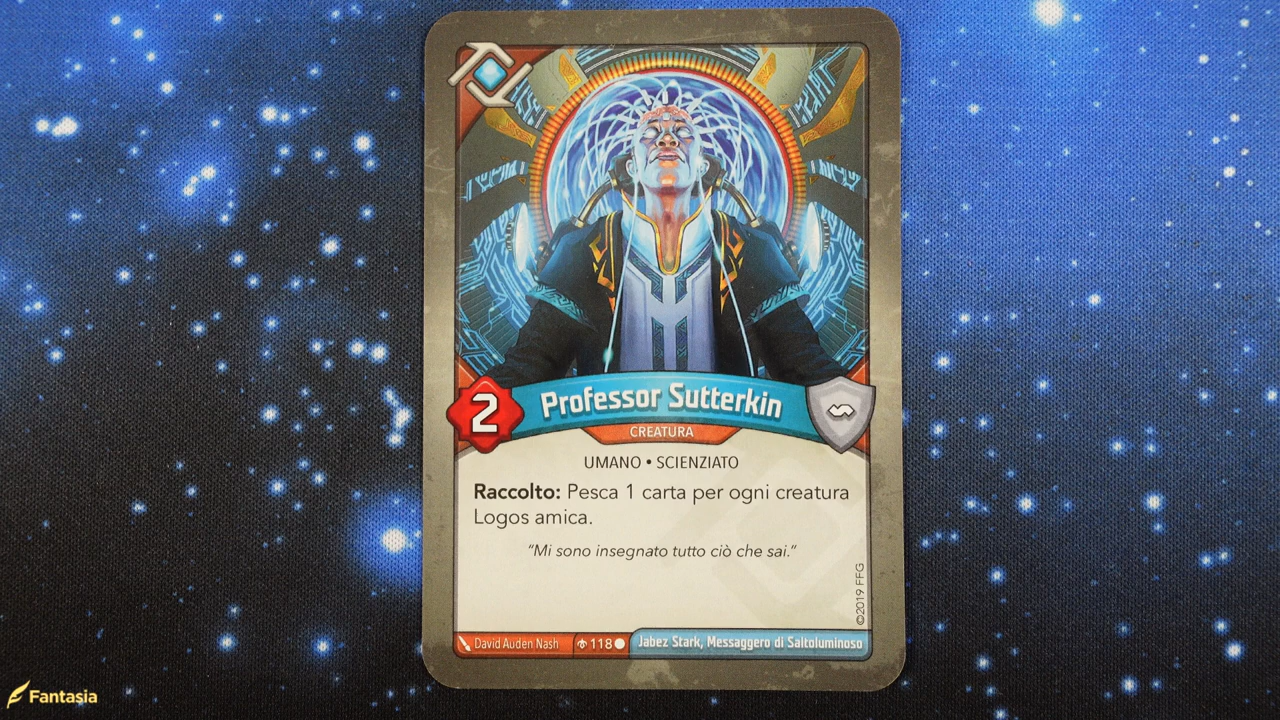 2
Professor Sutterkin
CREATURA
UMANO • SCIENZIATO
Raccolto: Pesca 1 carta per ogni creatura
Logos amica.
“Mi sono insegnato tutto ciò che sai.”
©2019 FFG
David Auden Nash
118
Jabez Stark, Messaggero di Saltoluminoso
Fantasia